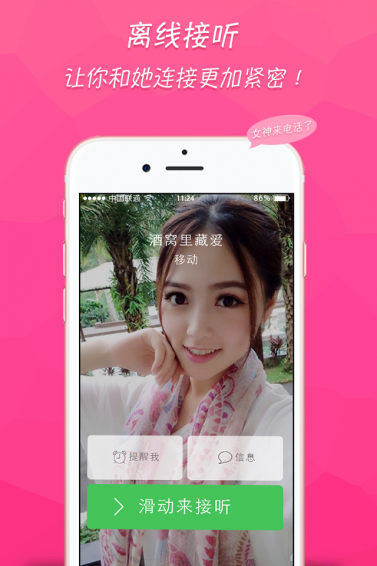 离线接听
让你和她连接更加紧密！
女神来电话了
中国联通 11:24 86%
酒窝里藏爱
移动
提醒我 信息
滑动来接听